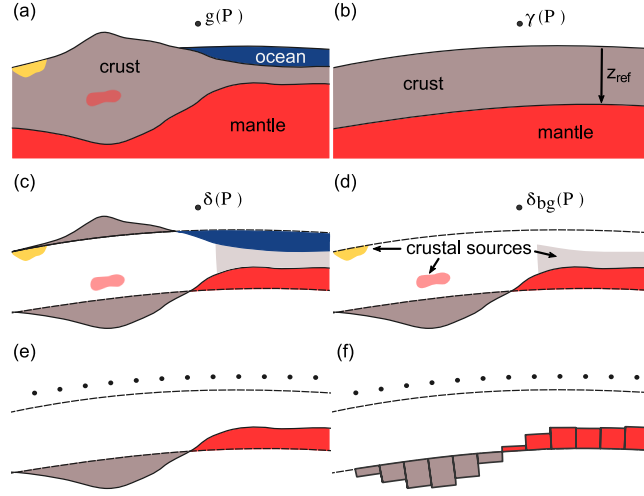 (a)
g(P)
crust
ocean
mantle
(b)
γ(P)
crust
z_ref
mantle
(c)
δ(P)
(d)
δ_bg(P)
crustal sources
(e)
(f)